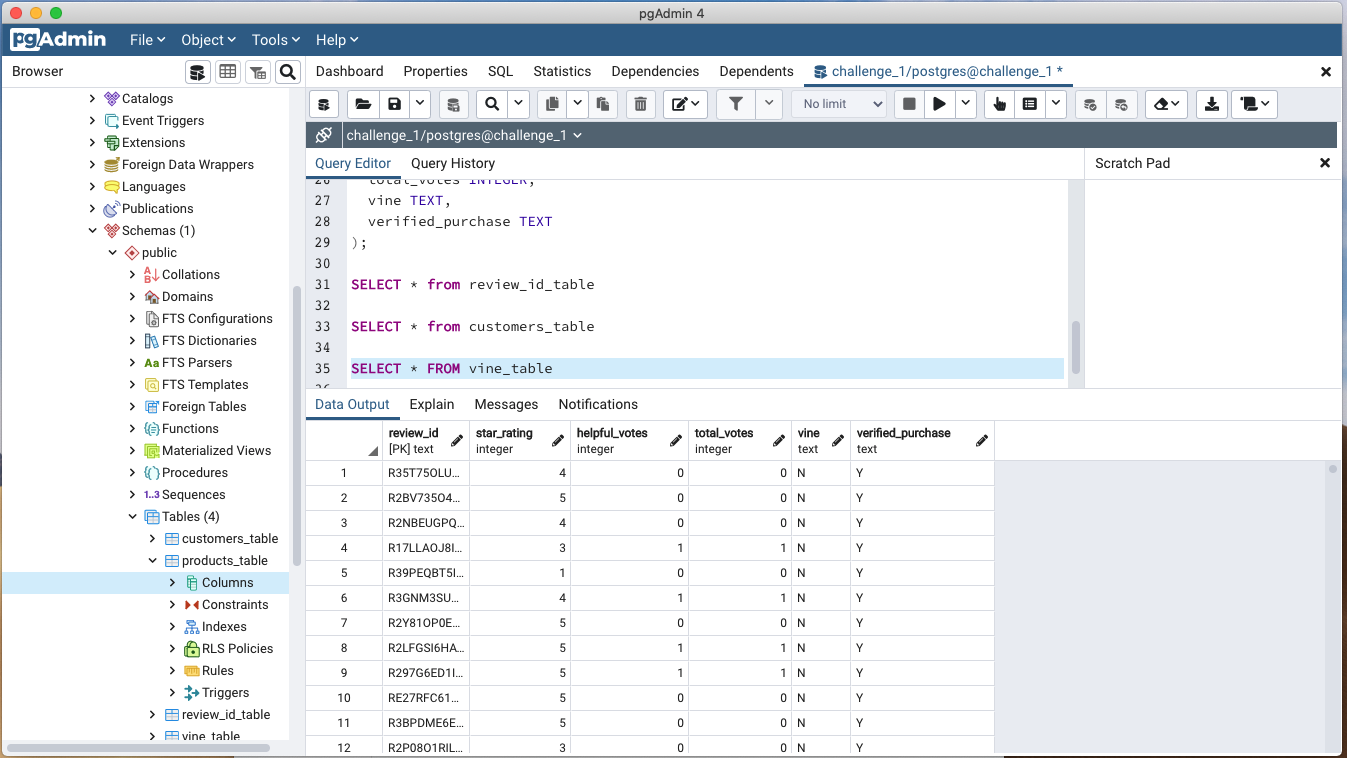 pgAdmin 4
pgAdmin File Object Tools Help
Browser
Dashboard Properties SQL Statistics Dependencies Dependents challenge_1/postgres@challenge_1 *
No limit
challenge_1/postgres@challenge_1
Catalogs
Event Triggers
Extensions
Foreign Data Wrappers
Languages
Publications
Schemas (1)
public
Collations
Domains
FTS Configurations
FTS Dictionaries
Aa FTS Parsers
FTS Templates
Foreign Tables
Functions
Materialized Views
Procedures
1..3 Sequences
Tables (4)
customers_table
products_table
Columns
Constraints
Indexes
RLS Policies
Rules
Triggers
review_id_table
vine_table
Query Editor Query History
Scratch Pad
26 total_votes INTEGER,
27 vine TEXT,
28 verified_purchase TEXT
29 );
30
31 SELECT * from review_id_table
32
33 SELECT * from customers_table
34
35 SELECT * FROM vine_table
36
Data Output Explain Messages Notifications
review_id star_rating helpful_votes total_votes vine verified_purchase
[PK] text integer integer integer text text
1 R35T75OLU... 4 0 0 N Y
2 R2BV735O4... 5 0 0 N Y
3 R2NBEUGPQ... 4 0 0 N Y
4 R17LLAOJ8I... 3 1 1 N Y
5 R39PEQBT5I... 1 0 0 N Y
6 R3GNM3SU... 4 1 1 N Y
7 R2Y81OP0E... 5 0 0 N Y
8 R2LFGSI6HA... 5 1 1 N Y
9 R297G6ED1I... 5 1 1 N Y
10 RE27RFC61... 5 0 0 N Y
11 R3BPDME6E... 5 0 0 N Y
12 R2P08O1RIL... 3 0 0 N Y